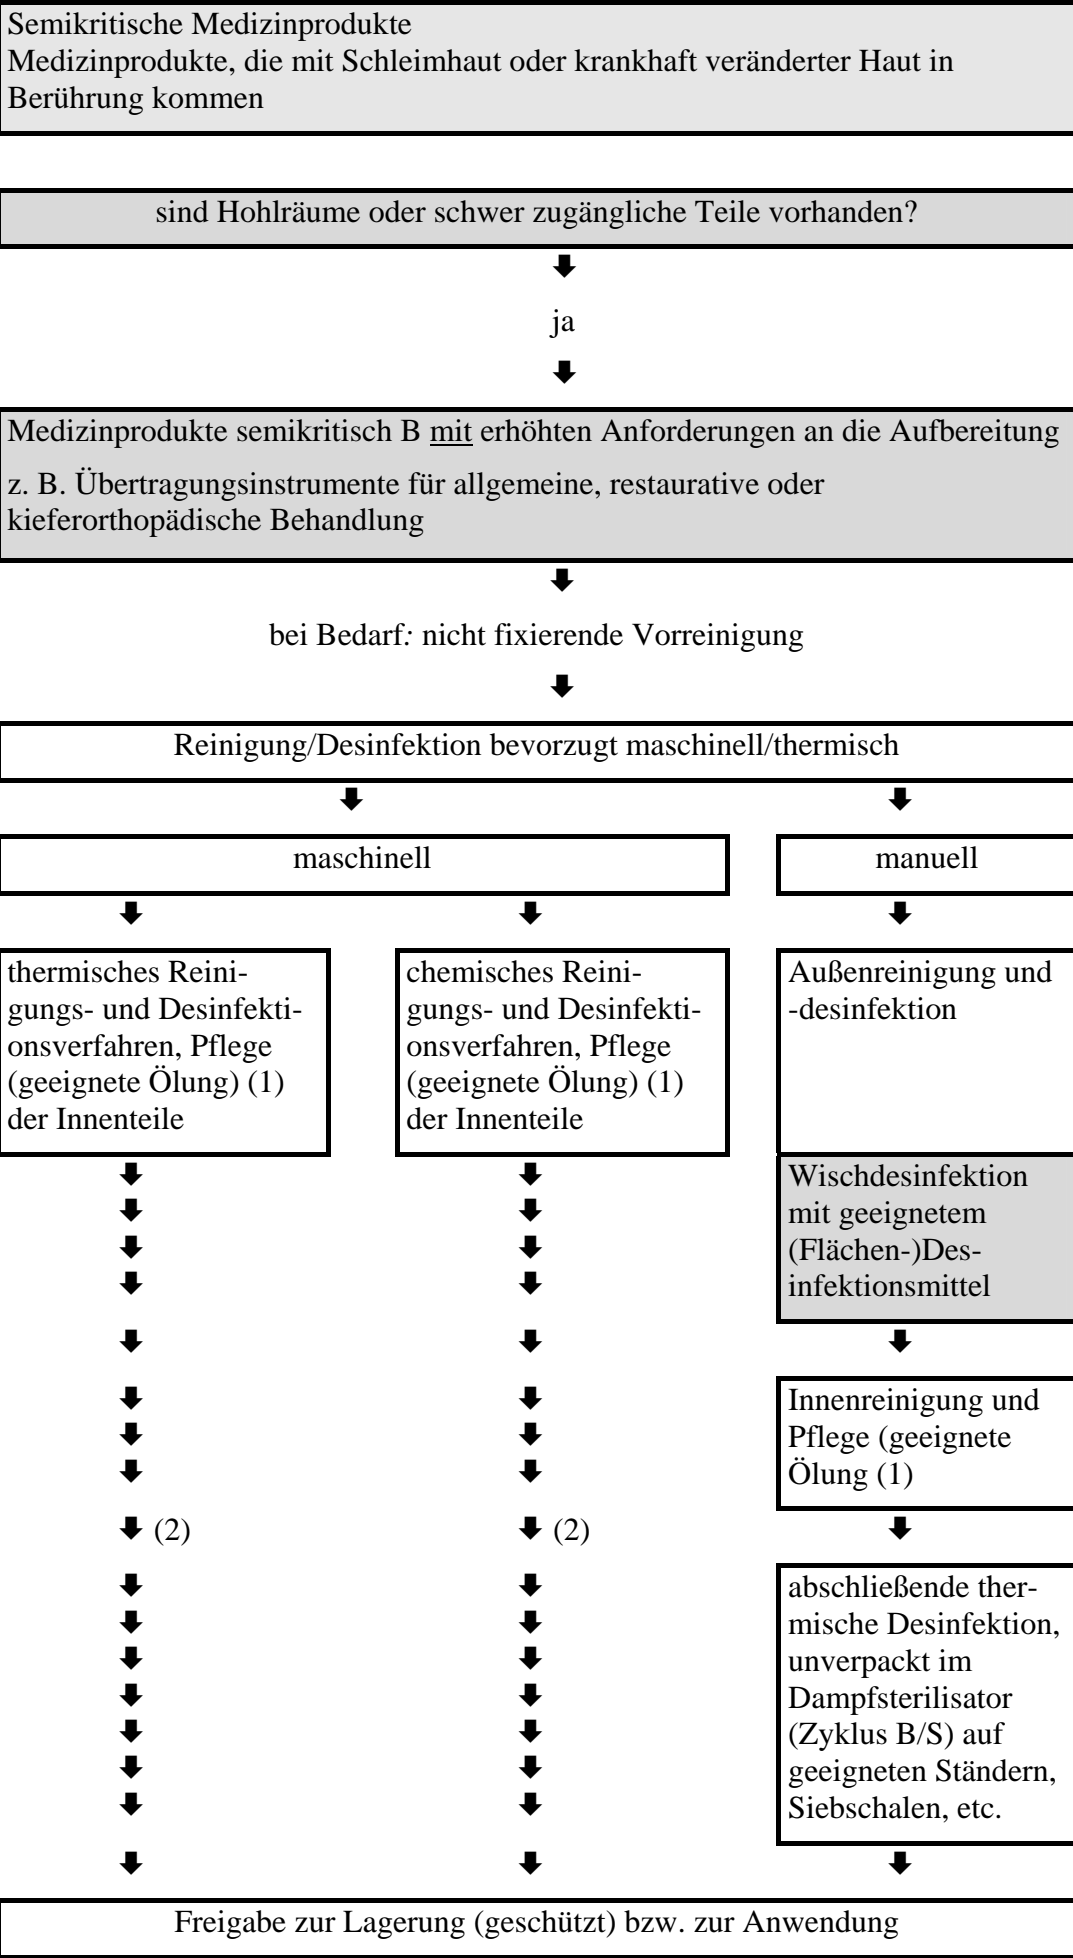 Semikritische Medizinprodukte
Medizinprodukte, die mit Schleimhaut oder krankhaft veränderter Haut in
Berührung kommen
sind Hohlräume oder schwer zugängliche Teile vorhanden?
ja
Medizinprodukte semikritisch B mit erhöhten Anforderungen an die Aufbereitung
z. B. Übertragungsinstrumente für allgemeine, restaurative oder
kieferorthopädische Behandlung
bei Bedarf: nicht fixierende Vorreinigung
Reinigung/Desinfektion bevorzugt maschinell/thermisch
maschinell
manuell
thermisches Reini-
gungs- und Desinfekti-
onsverfahren, Pflege
(geeignete Ölung) (1)
der Innenteile
chemisches Reini-
gungs- und Desinfekti-
onsverfahren, Pflege
(geeignete Ölung) (1)
der Innenteile
Außenreinigung und
-desinfektion
Wischdesinfektion
mit geeignetem
(Flächen-)Des-
infektionsmittel
Innenreinigung und
Pflege (geeignete
Ölung (1)
(2)
(2)
abschließende ther-
mische Desinfektion,
unverpackt im
Dampfsterilisator
(Zyklus B/S) auf
geeigneten Ständern,
Siebschalen, etc.
Freigabe zur Lagerung (geschützt) bzw. zur Anwendung